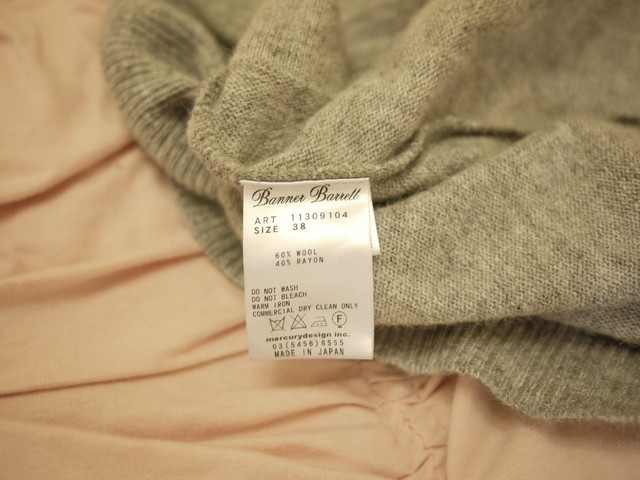 Banner Barrett
ART 11309104
SIZE 38
60% WOOL
40% RAYON
DO NOT WASH
DO NOT BLEACH
WARM IRON
COMMERCIAL DRY CLEAN ONLY
F
mercurydesign inc.
03(5456)8555
MADE IN JAPAN